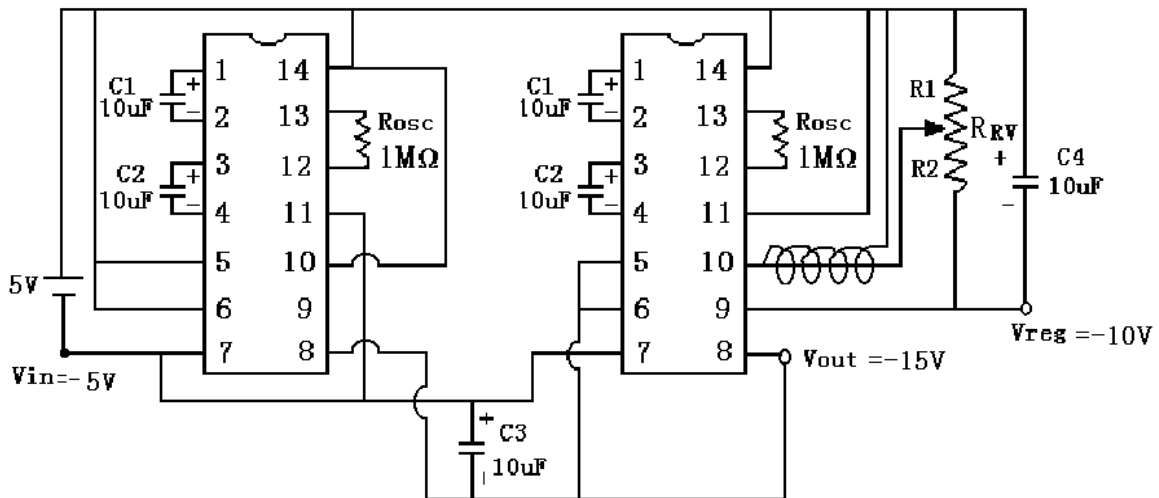 1 14
C1 + 10uF −
2 13
Rosc
1MΩ
3 12
C2 + 10uF −
4 11
5 10
6 9
7 8
5V
Vin=−5V
1 14
C1 + 10uF −
2 13
Rosc
1MΩ
3 12
C2 + 10uF −
4 11
5 10
6 9
7 8
R1
RRV
R2
+ C4
10uF
−
Vreg=−10V
Vout=−15V
+ C3
10uF
−